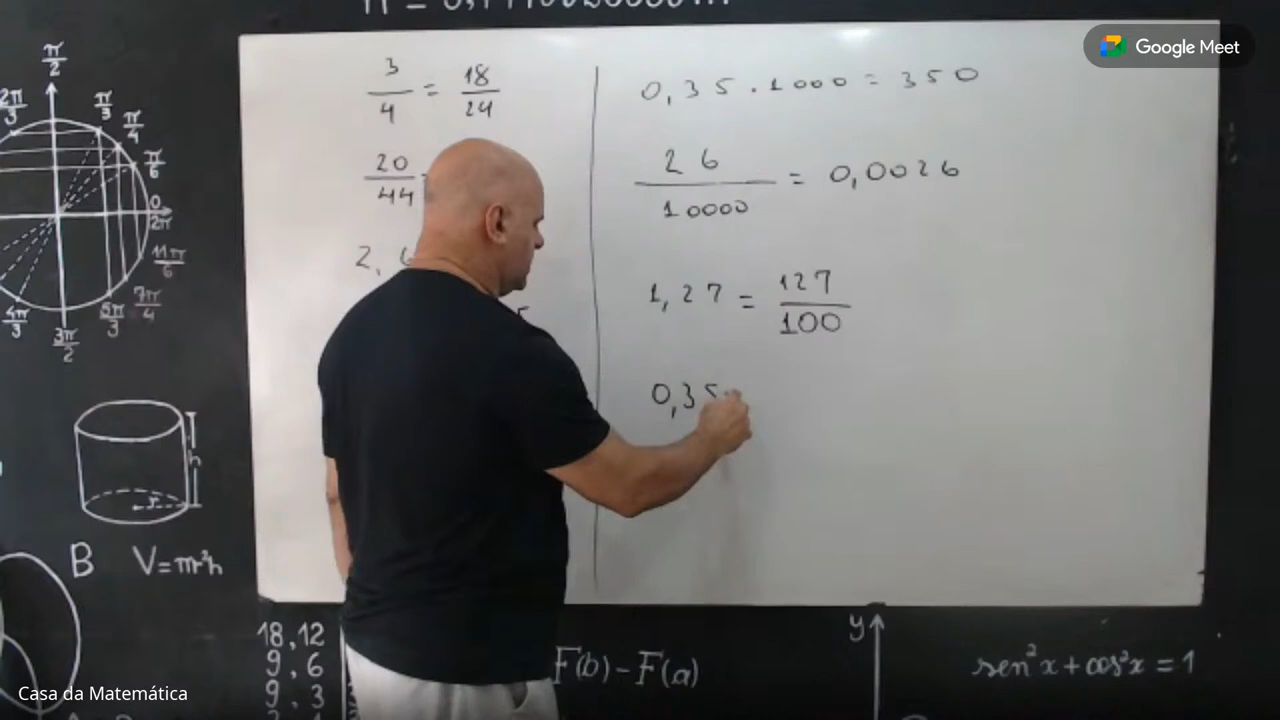 Google Meet
π/2
2π/3
π/3
π/4
π/6
0
2π
11π/6
7π/4
5π/3
3π/2
4π/3
h
r
B V=πr²h
3/4 = 18/24
20/44
2,
0,35 . 1000 = 350
26/10000 = 0,0026
1,27 = 127/100
0,35
18,12
9,6
9,3
F(b)-F(a)
y
sen²x+cos²x=1
Casa da Matemática